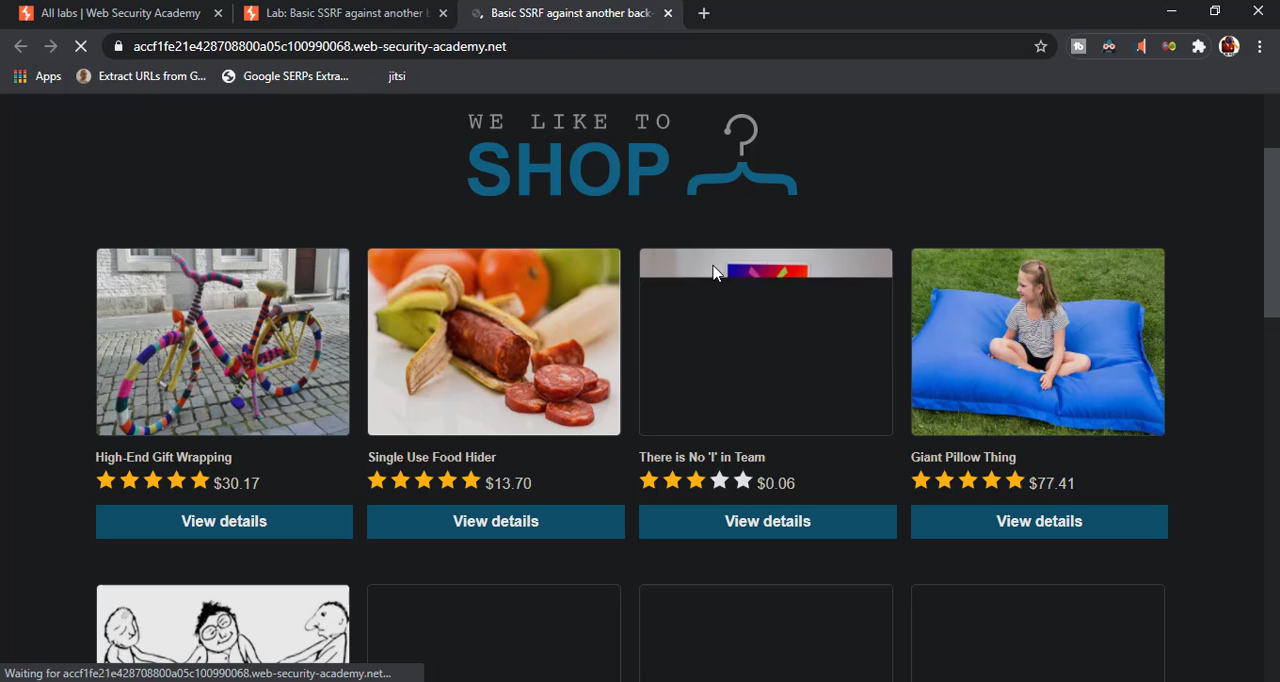 All labs | Web Security Academy
Lab: Basic SSRF against another b
Basic SSRF against another back-
accf1fe21e428708800a05c100990068.web-security-academy.net
Apps
Extract URLs from G...
Google SERPs Extra...
jitsi
WE LIKE TO
SHOP
High-End Gift Wrapping
Single Use Food Hider
There is No 'I' in Team
Giant Pillow Thing
$30.17
$13.70
$0.06
$77.41
View details
View details
View details
View details
Waiting for accf1fe21e428708800a05c100990068.web-security-academy.net...